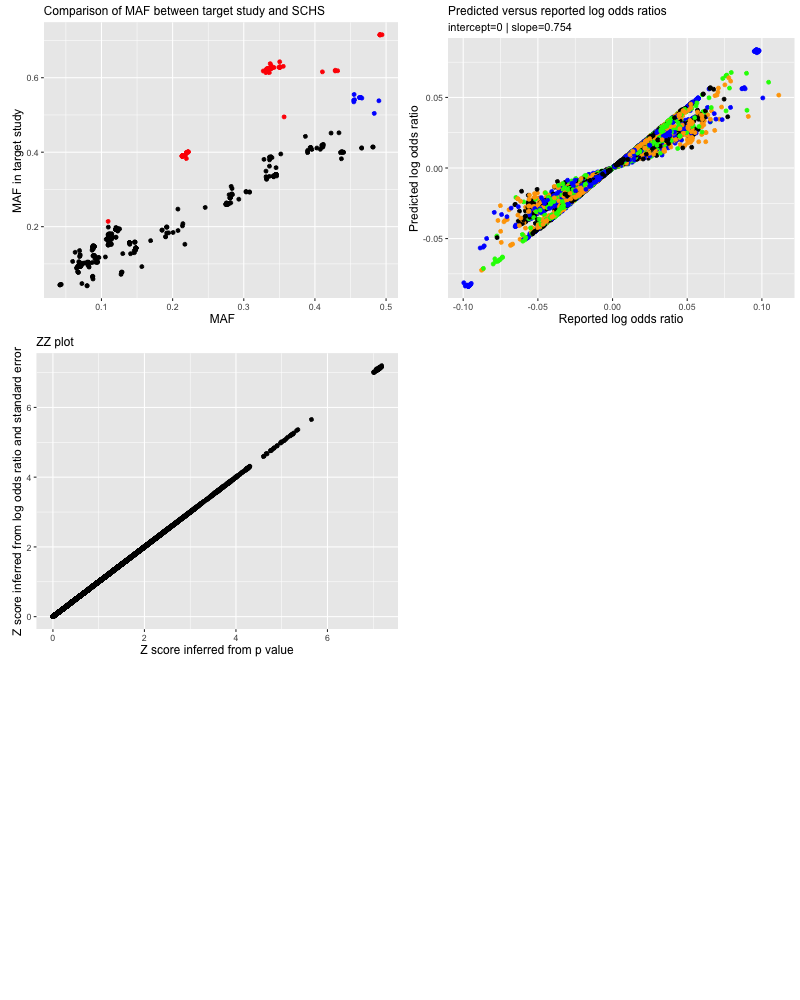 Comparison of MAF between target study and SCHS
MAF in target study
0.6
0.4
0.2
0.1
0.2
0.3
0.4
0.5
MAF
Predicted versus reported log odds ratios
intercept=0 | slope=0.754
Predicted log odds ratio
0.05
0.00
-0.05
-0.10
-0.05
0.00
0.05
0.10
Reported log odds ratio
ZZ plot
Z score inferred from log odds ratio and standard error
6
4
2
0
0
2
4
6
Z score inferred from p value